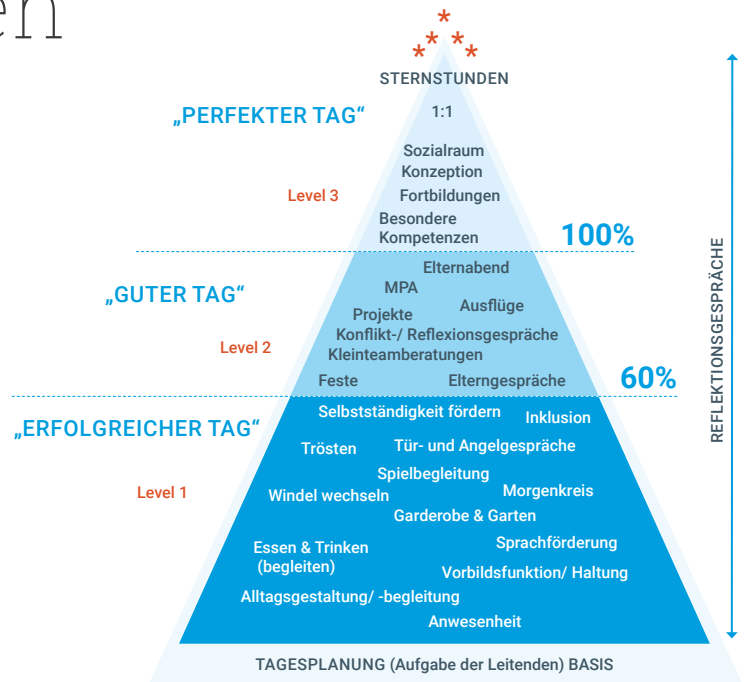 en
* * * * *
STERNSTUNDEN
„PERFEKTER TAG“
1:1
Sozialraum
Konzeption
Level 3
Fortbildungen
Besondere
Kompetenzen
100%
Elternabend
„GUTER TAG“
MPA
Ausflüge
Projekte
Konflikt-/ Reflexionsgespräche
Level 2
Kleinteamberatungen
Feste
Elterngespräche
60%
„ERFOLGREICHER TAG“
Selbstständigkeit fördern
Inklusion
Trösten
Tür- und Angelgespräche
Spielbegleitung
Level 1
Windel wechseln
Morgenkreis
Garderobe & Garten
Sprachförderung
Essen & Trinken
(begleiten)
Vorbildsfunktion/ Haltung
Alltagsgestaltung/ -begleitung
Anwesenheit
TAGESPLANUNG (Aufgabe der Leitenden) BASIS
REFLEKTIONSGESPRÄCHE